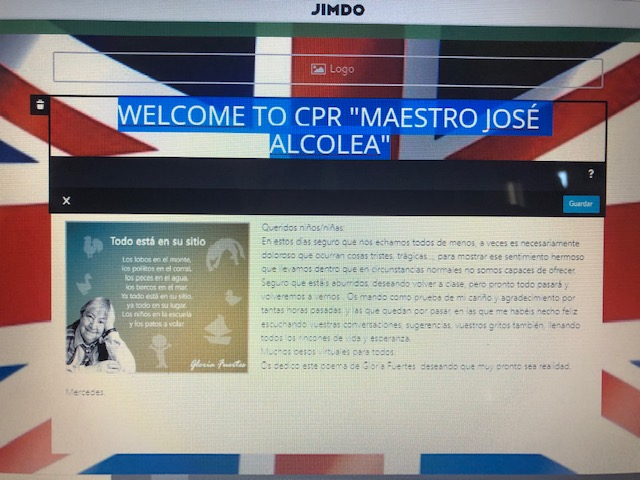 JIMDO
Logo
WELCOME TO CPR "MAESTRO JOSÉ
ALCOLEA"
?
X
Guardar
Todo está en su sitio
Los lobos en el monte,
los pollitos en el corral,
los peces en el agua,
los barcos en el mar.
Ya todo está en su sitio,
ya todo en su lugar.
Los niños en la escuela
y los patos a volar.
Gloria Fuertes
Queridos niños/niñas:
En estos días seguro que nos echamos todos de menos, a veces es necesariamente
doloroso que ocurran cosas tristes, trágicas..., para mostrar ese sentimiento hermoso
que llevamos dentro que en circunstancias normales no somos capaces de ofrecer.
Seguro que estáis aburridos, deseando volver a clase, pero pronto todo pasará y
volveremos a vernos. Os mando como prueba de mi cariño y agradecimiento por
tantas horas pasadas, y las que quedan por pasar, en las que me habéis hecho feliz
escuchando vuestras conversaciones, sugerencias, vuestros gritos también, llenando
todos los rincones de vida y esperanza.
Muchos besos virtuales para todos.
Os dedico este poema de Gloria Fuertes, deseando que muy pronto sea realidad.
Mercedes.